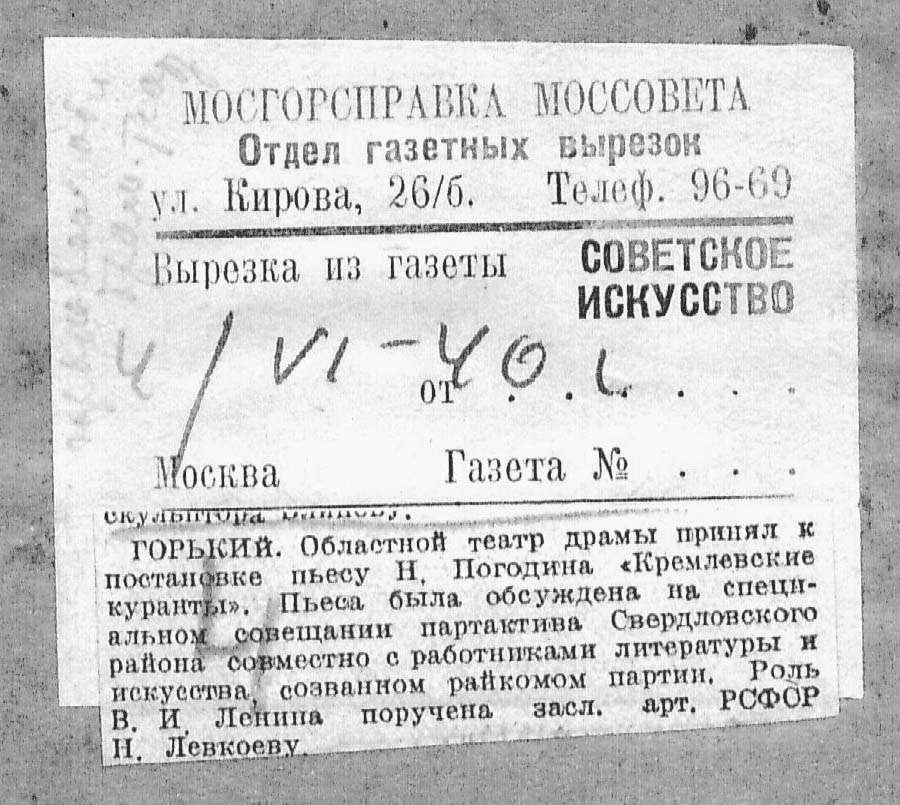 МОСГОРСПРАВКА МОССОВЕТА
Отдел газетных вырезок
ул. Кирова, 26/б. Телеф. 96-69
Вырезка из газеты
СОВЕТСКОЕ
ИСКУССТВО
4/VI-40 г.
от . . . . . .
Москва Газета № . . .
скульптора
ГОРЬКИЙ. Областной театр драмы принял к
постановке пьесу Н. Погодина «Кремлевские
куранты». Пьеса была обсуждена на специ-
альном совещании партактива Свердловского
района совместно с работниками литературы и
искусства, созванном райкомом партии. Роль
В. И. Ленина поручена засл. арт. РСФСР
Н. Левкоеву.